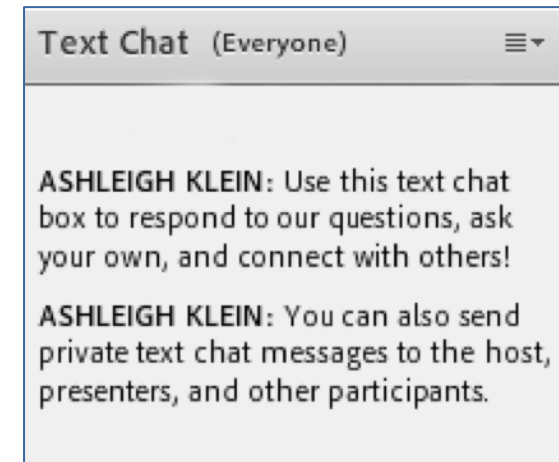 Text Chat (Everyone)
ASHLEIGH KLEIN: Use this text chat
box to respond to our questions, ask
your own, and connect with others!
ASHLEIGH KLEIN: You can also send
private text chat messages to the host,
presenters, and other participants.